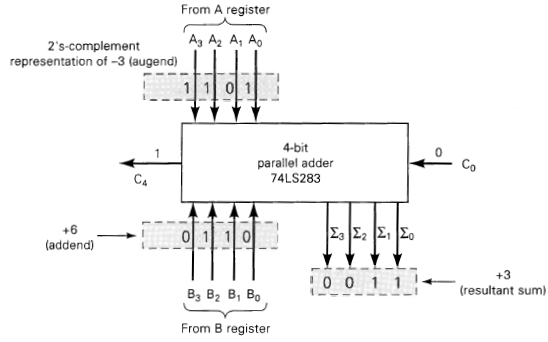 From A register
A3 A2 A1 A0
2's-complement
representation of –3 (augend)
1 1 0 1
4-bit
parallel adder
74LS283
1
C4
0
C0
+6
(addend)
0 1 1 0
Σ3 Σ2 Σ1 Σ0
0 0 1 1
+3
(resultant sum)
B3 B2 B1 B0
From B register